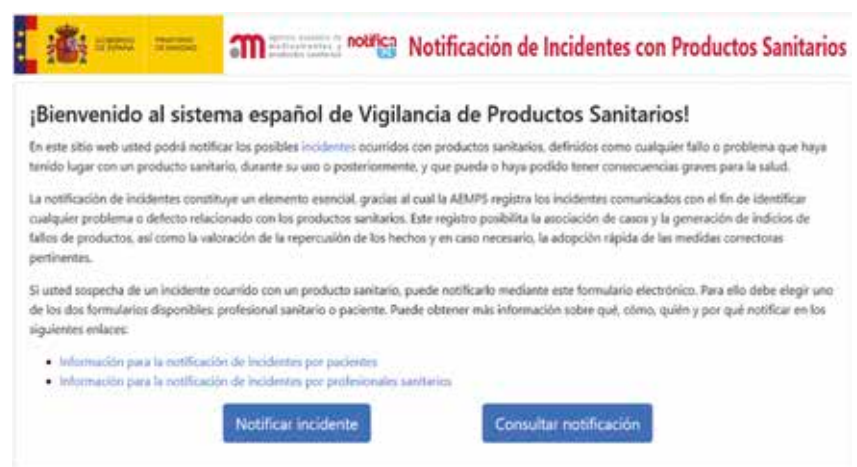 GOBIERNO
DE ESPAÑA
MINISTERIO
DE SANIDAD
agencia española de
medicamentos y
productos sanitarios
notifica
Notificación de Incidentes con Productos Sanitarios
¡Bienvenido al sistema español de Vigilancia de Productos Sanitarios!
En este sitio web usted podrá notificar los posibles incidentes ocurridos con productos sanitarios, definidos como cualquier fallo o problema que haya
tenido lugar con un producto sanitario, durante su uso o posteriormente, y que pueda o haya podido tener consecuencias graves para la salud.
La notificación de incidentes constituye un elemento esencial, gracias al cual la AEMPS registra los incidentes comunicados con el fin de identificar
cualquier problema o defecto relacionado con los productos sanitarios. Este registro posibilita la asociación de casos y la generación de indicios de
fallos de productos, así como la valoración de la repercusión de los hechos y en caso necesario, la adopción rápida de las medidas correctoras
pertinentes.
Si usted sospecha de un incidente ocurrido con un producto sanitario, puede notificarlo mediante este formulario electrónico. Para ello debe elegir uno
de los dos formularios disponibles: profesional sanitario o paciente. Puede obtener más información sobre qué, cómo, quién y por qué notificar en los
siguientes enlaces:
• Información para la notificación de incidentes por pacientes
• Información para la notificación de incidentes por profesionales sanitarios
Notificar incidente
Consultar notificación